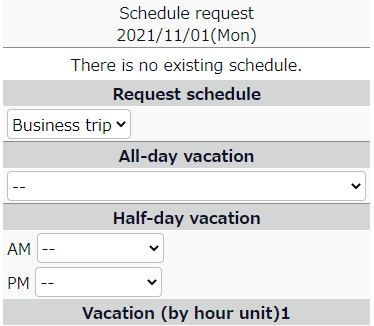 Schedule request
2021/11/01(Mon)
There is no existing schedule.
Request schedule
Business trip
All-day vacation
--
Half-day vacation
AM --
PM --
Vacation (by hour unit)1